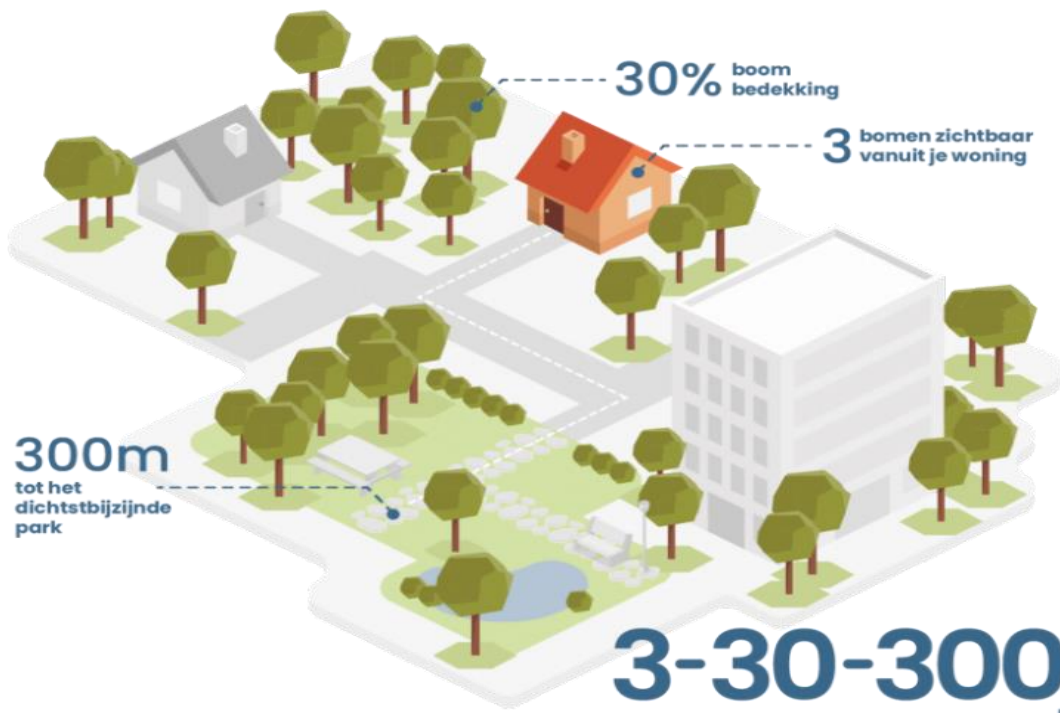 30% boom
bedekking
3 bomen zichtbaar
vanuit je woning
300m
tot het
dichtstbijzijnde
park
3-30-300